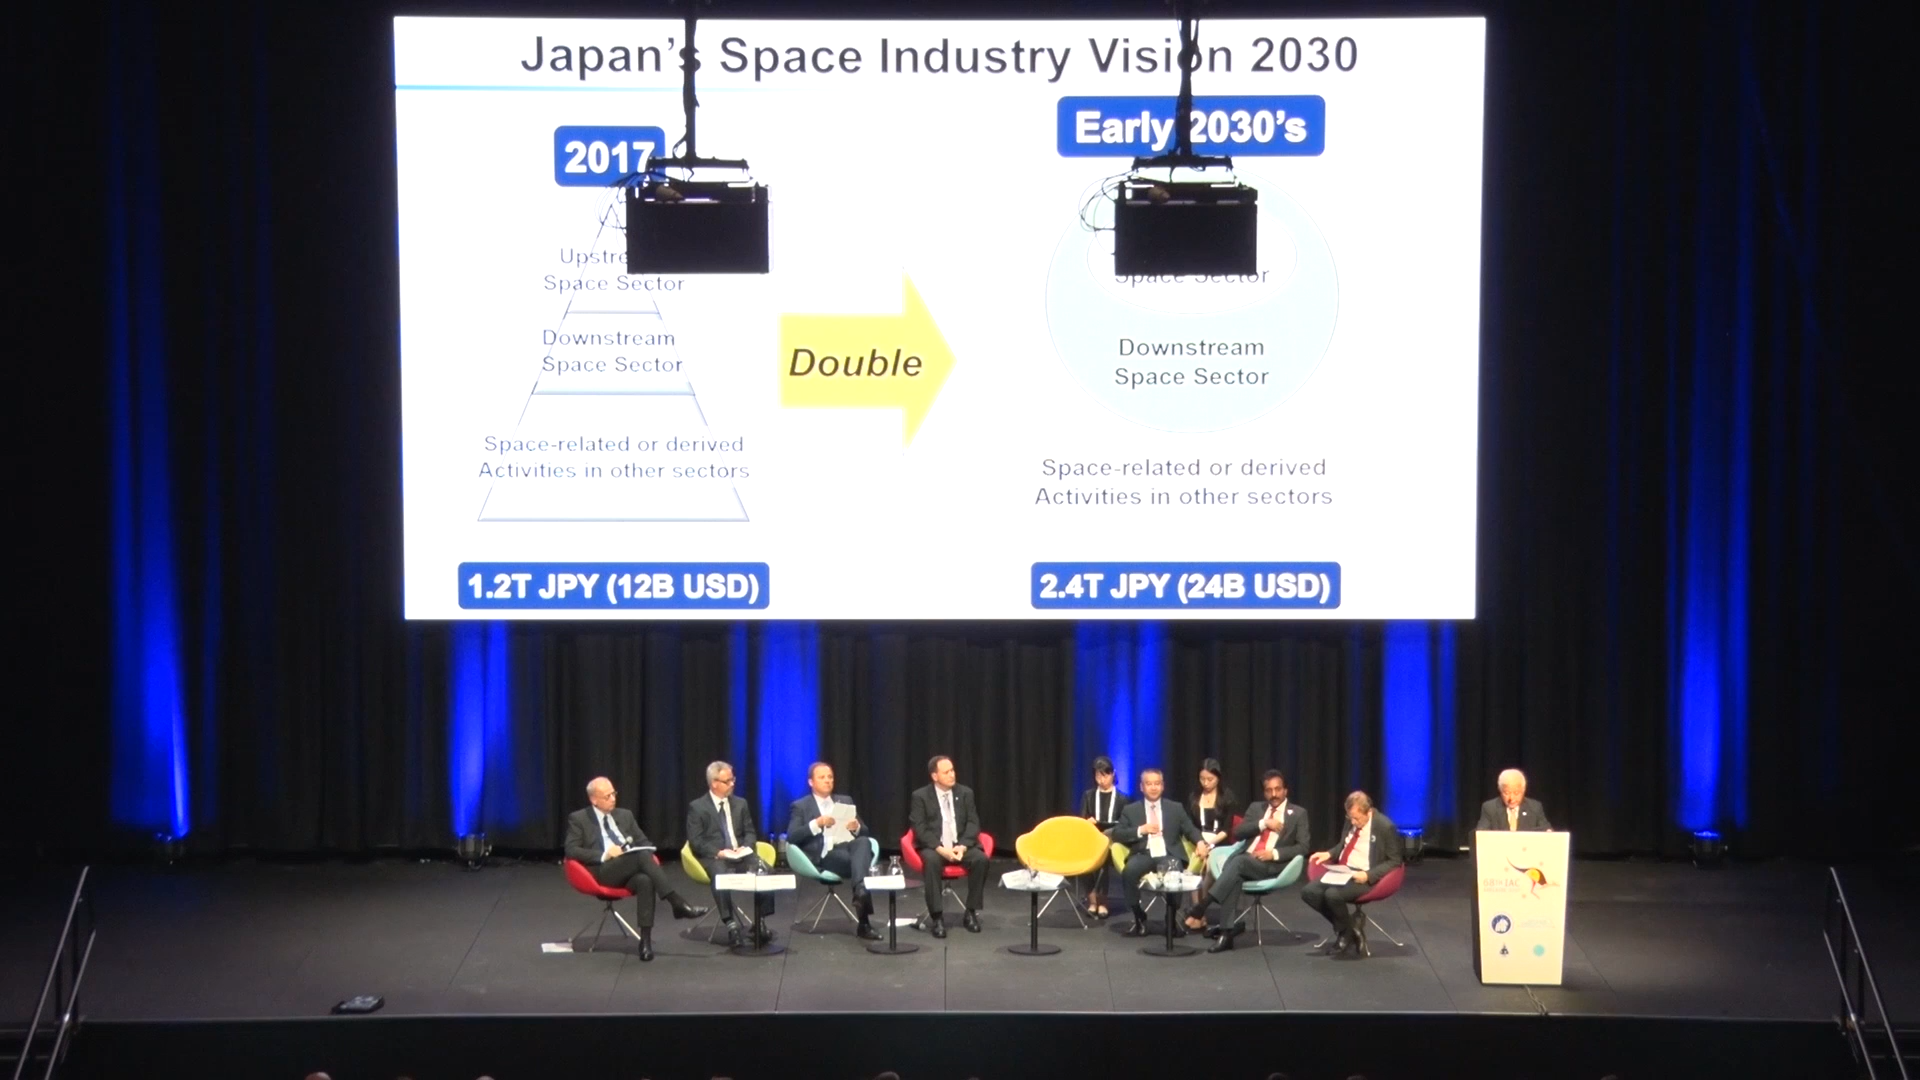 Japan's Space Industry Vision 2030
2017
Space Sector
Downstream
Space Sector
Space-related or derived
Activities in other sectors
1.2T JPY (12B USD)
Double
Early 2030's
Space Sector
Downstream
Space Sector
Space-related or derived
Activities in other sectors
2.4T JPY (24B USD)